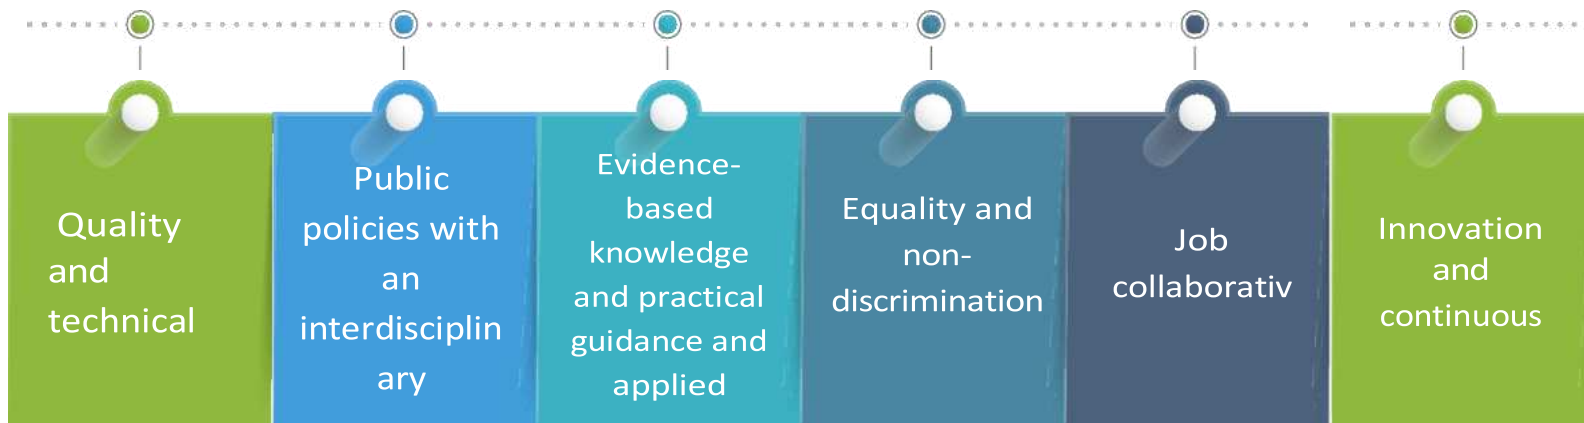 Quality
and
technical
Public
policies with
an
interdisciplin
ary
Evidence-
based
knowledge
and practical
guidance and
applied
Equality and
non-
discrimination
Job
collaborativ
Innovation
and
continuous